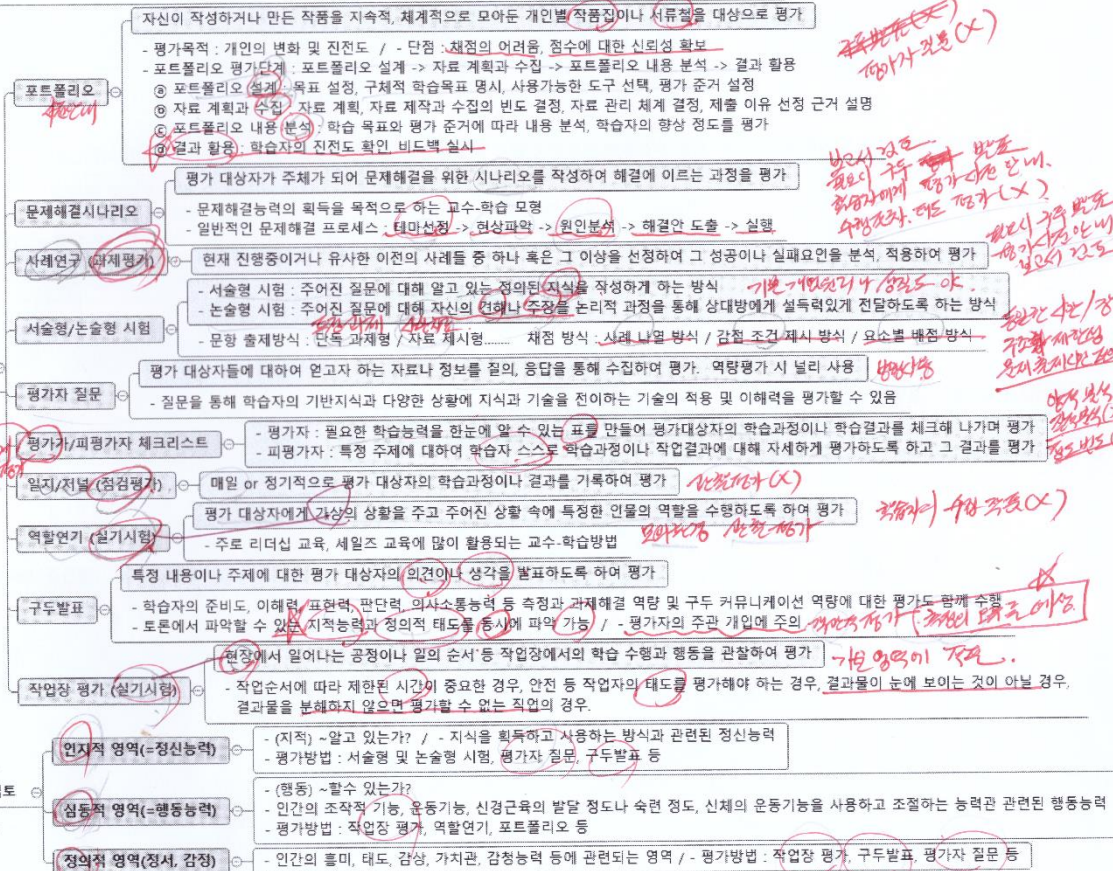 자신이 작성하거나 만든 작품을 지속적, 체계적으로 모아둔 개인별 작품집이나 서류철을 대상으로 평가
평가자 질문(X)
- 평가목적 : 개인의 변화 및 진전도 / - 단점 : 채점의 어려움, 점수에 대한 신뢰성 확보
- 포트폴리오 평가단계 : 포트폴리오 설계 -> 자료 계획과 수집 -> 포트폴리오 내용 분석 -> 결과 활용
포트폴리오
ⓐ 포트폴리오 설계 : 목표 설정, 구체적 학습목표 명시, 사용가능한 도구 선택, 평가 준거 설정
ⓑ 자료 계획과 수집 : 자료 계획, 자료 제작과 수집의 빈도 결정, 자료 관리 체계 결정, 제출 이유 선정 근거 설명
ⓒ 포트폴리오 내용 분석 : 학습 목표와 평가 준거에 따라 내용 분석, 학습자의 향상 정도를 평가
ⓓ 결과 활용 : 학습자의 진전도 확인, 비드백 실시
평가 대상자가 주체가 되어 문제해결을 위한 시나리오를 작성하여 해결에 이르는 과정을 평가
문제해결시나리오
- 문제해결능력의 획득을 목적으로 하는 교수-학습 모형
- 일반적인 문제해결 프로세스 : 테마선정 -> 현상파악 -> 원인분석 -> 해결안 도출 -> 실행
사례연구 (과제평가)
현재 진행중이거나 유사한 이전의 사례들 중 하나 혹은 그 이상을 선정하여 그 성공이나 실패요인을 분석, 적용하여 평가
서술형/논술형 시험
- 서술형 시험 : 주어진 질문에 대해 알고 있는 정의된 지식을 작성하게 하는 방식
- 논술형 시험 : 주어진 질문에 대해 자신의 견해나 주장을 논리적 과정을 통해 상대방에게 설득력있게 전달하도록 하는 방식
- 문항 출제방식 : 단독 과제형 / 자료 제시형...... 채점 방식 : 사례 나열 방식 / 감점 조건 제시 방식 / 요소별 배점 방식
평가 대상자들에 대하여 얻고자 하는 자료나 정보를 질의, 응답을 통해 수집하여 평가. 역량평가 시 널리 사용
평가자 질문
- 질문을 통해 학습자의 기반지식과 다양한 상황에 지식과 기술을 전이하는 기술의 적용 및 이해력을 평가할 수 있음
평가가/피평가자 체크리스트
- 평가자 : 필요한 학습능력을 한눈에 알 수 있는 표를 만들어 평가대상자의 학습과정이나 학습결과를 체크해 나가며 평가
- 피평가자 : 특정 주제에 대하여 학습자 스스로 학습과정이나 작업결과에 대해 자세하게 평가하도록 하고 그 결과를 평가
일지/저널 (점검평가)
매일 or 정기적으로 평가 대상자의 학습과정이나 결과를 기록하여 평가
관찰평가(X)
평가 대상자에게 가상의 상황을 주고 주어진 상황 속에 특정한 인물의 역할을 수행하도록 하여 평가
역할연기 (실기시험)
- 주로 리더십 교육, 세일즈 교육에 많이 활용되는 교수-학습방법
특정 내용이나 주제에 대한 평가 대상자의 의견이나 생각을 발표하도록 하여 평가
구두발표
- 학습자의 준비도, 이해력, 표현력, 판단력, 의사소통능력 등 측정과 과제해결 역량 및 구두 커뮤니케이션 역량에 대한 평가도 함께 수행
- 토론에서 파악할 수 있는 지적능력과 정의적 태도를 동시에 파악 가능 / - 평가자의 주관 개입에 주의
현장에서 일어나는 공정이나 일의 순서 등 작업장에서의 학습 수행과 행동을 관찰하여 평가
작업장 평가 (실기시험)
- 작업순서에 따라 제한된 시간이 중요한 경우, 안전 등 작업자의 태도를 평가해야 하는 경우, 결과물이 눈에 보이는 것이 아닐 경우,
결과물을 분해하지 않으면 평가할 수 없는 직업의 경우.
인지적 영역(=정신능력)
- (지적) ~알고 있는가? / - 지식을 획득하고 사용하는 방식과 관련된 정신능력
- 평가방법 : 서술형 및 논술형 시험, 평가자 질문, 구두발표 등
심동적 영역(=행동능력)
- (행동) ~할수 있는가?
- 인간의 조작적 기능, 운동기능, 신경근육의 발달 정도나 숙련 정도, 신체의 운동기능을 사용하고 조절하는 능력관 관련된 행동능력
- 평가방법 : 작업장 평가, 역할연기, 포트폴리오 등
정의적 영역(정서, 감정)
- 인간의 흥미, 태도, 감상, 가치관, 감청능력 등에 관련되는 영역 / - 평가방법 : 작업장 평가, 구두발표, 평가자 질문 등